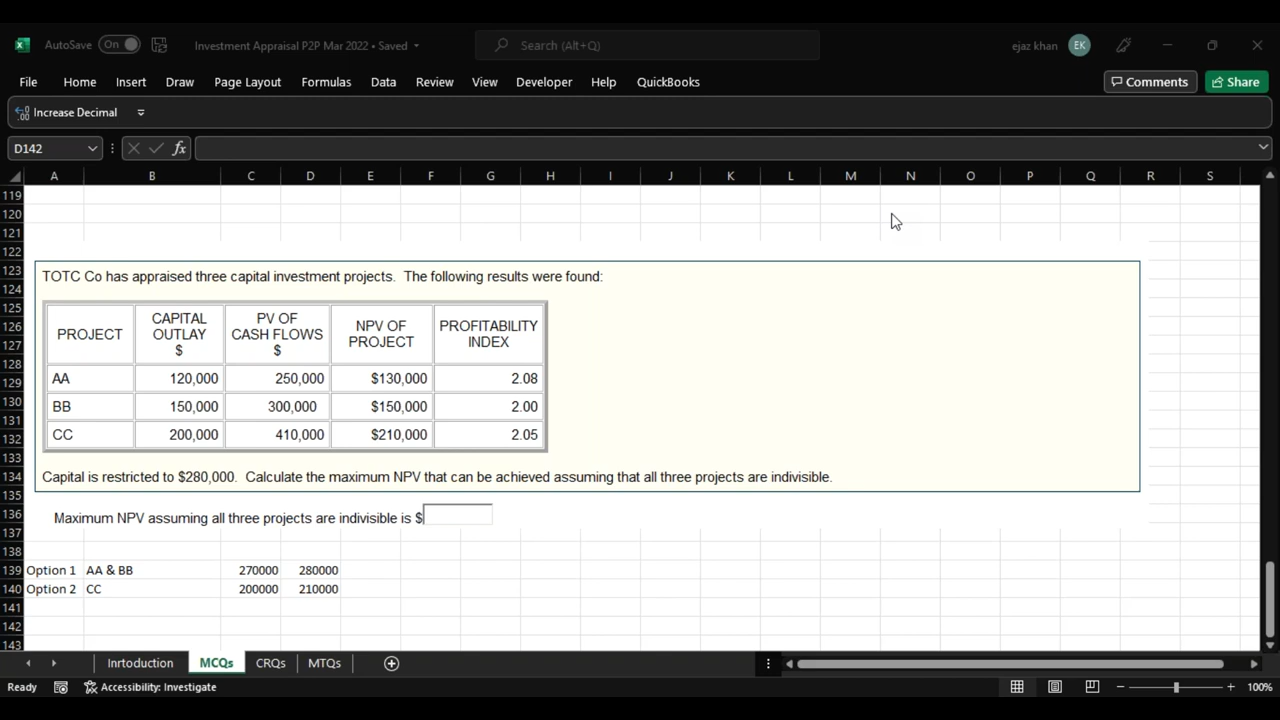 AutoSave On Investment Appraisal P2P Mar 2022 • Saved Search (Alt+Q) ejaz khan EK
File Home Insert Draw Page Layout Formulas Data Review View Developer Help QuickBooks Comments Share
Increase Decimal
D142 fx
A B C D E F G H I J K L M N O P Q R S
119
120
121
122
123
TOTC Co has appraised three capital investment projects. The following results were found:
124
125
126
127
128
129
130
131
132
133
134
135
136
137
138
PROJECT CAPITAL OUTLAY $ PV OF CASH FLOWS $ NPV OF PROJECT PROFITABILITY INDEX
AA 120,000 250,000 $130,000 2.08
BB 150,000 300,000 $150,000 2.00
CC 200,000 410,000 $210,000 2.05
Capital is restricted to $280,000. Calculate the maximum NPV that can be achieved assuming that all three projects are indivisible.
Maximum NPV assuming all three projects are indivisible is $
139 Option 1 AA & BB 270000 280000
140 Option 2 CC 200000 210000
141
142
143
Inrtoduction MCQs CRQs MTQs
Ready Accessibility: Investigate 100%